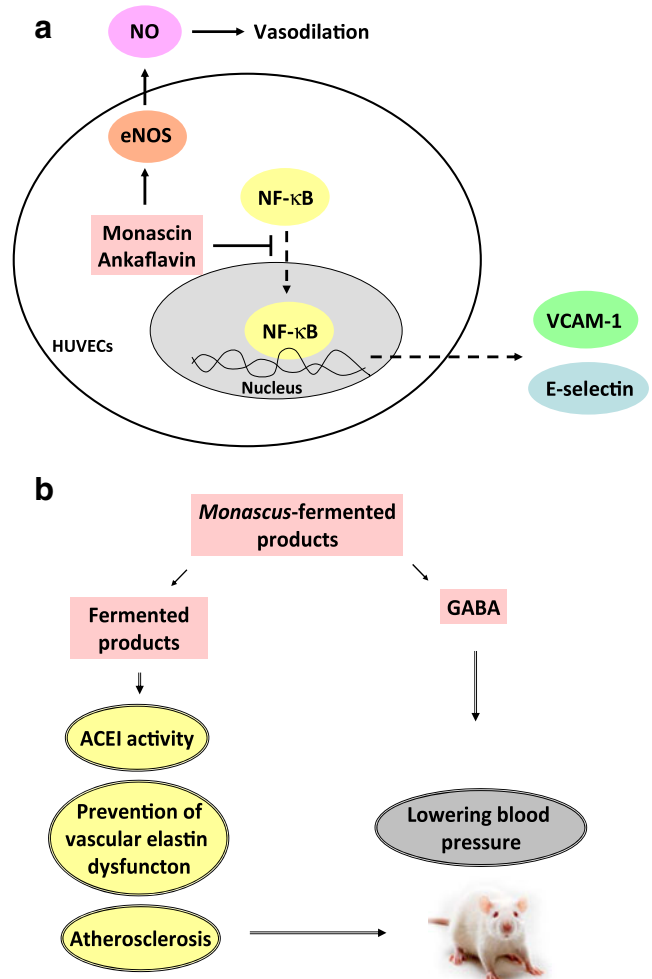 a
NO
Vasodilation
eNOS
NF-κB
Monascin
Ankaflavin
NF-κB
HUVECs
Nucleus
VCAM-1
E-selectin
b
Monascus-fermented
products
Fermented
products
GABA
ACEI activity
Prevention of
vascular elastin
dysfuncton
Lowering blood
pressure
Atherosclerosis